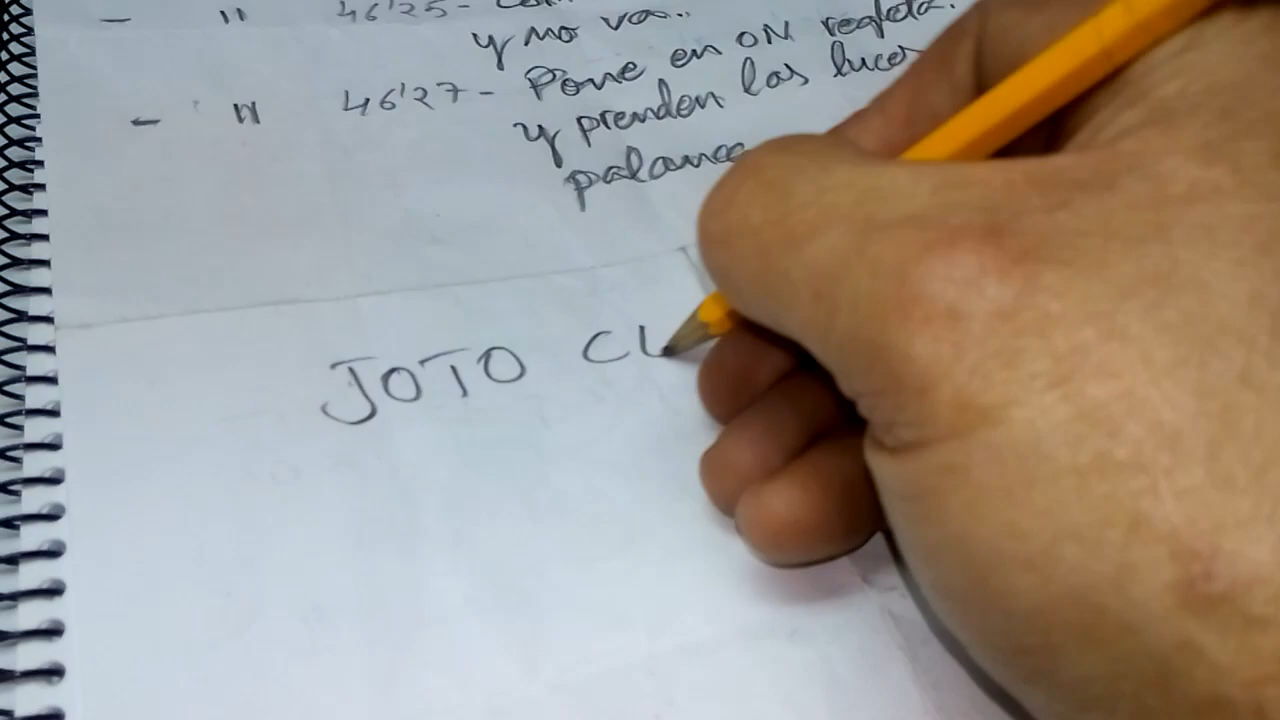 - " 46'25-
y no va..
- " 46'27- Pone en ON regleta.
y prenden las luces
palanca
JOTO CL